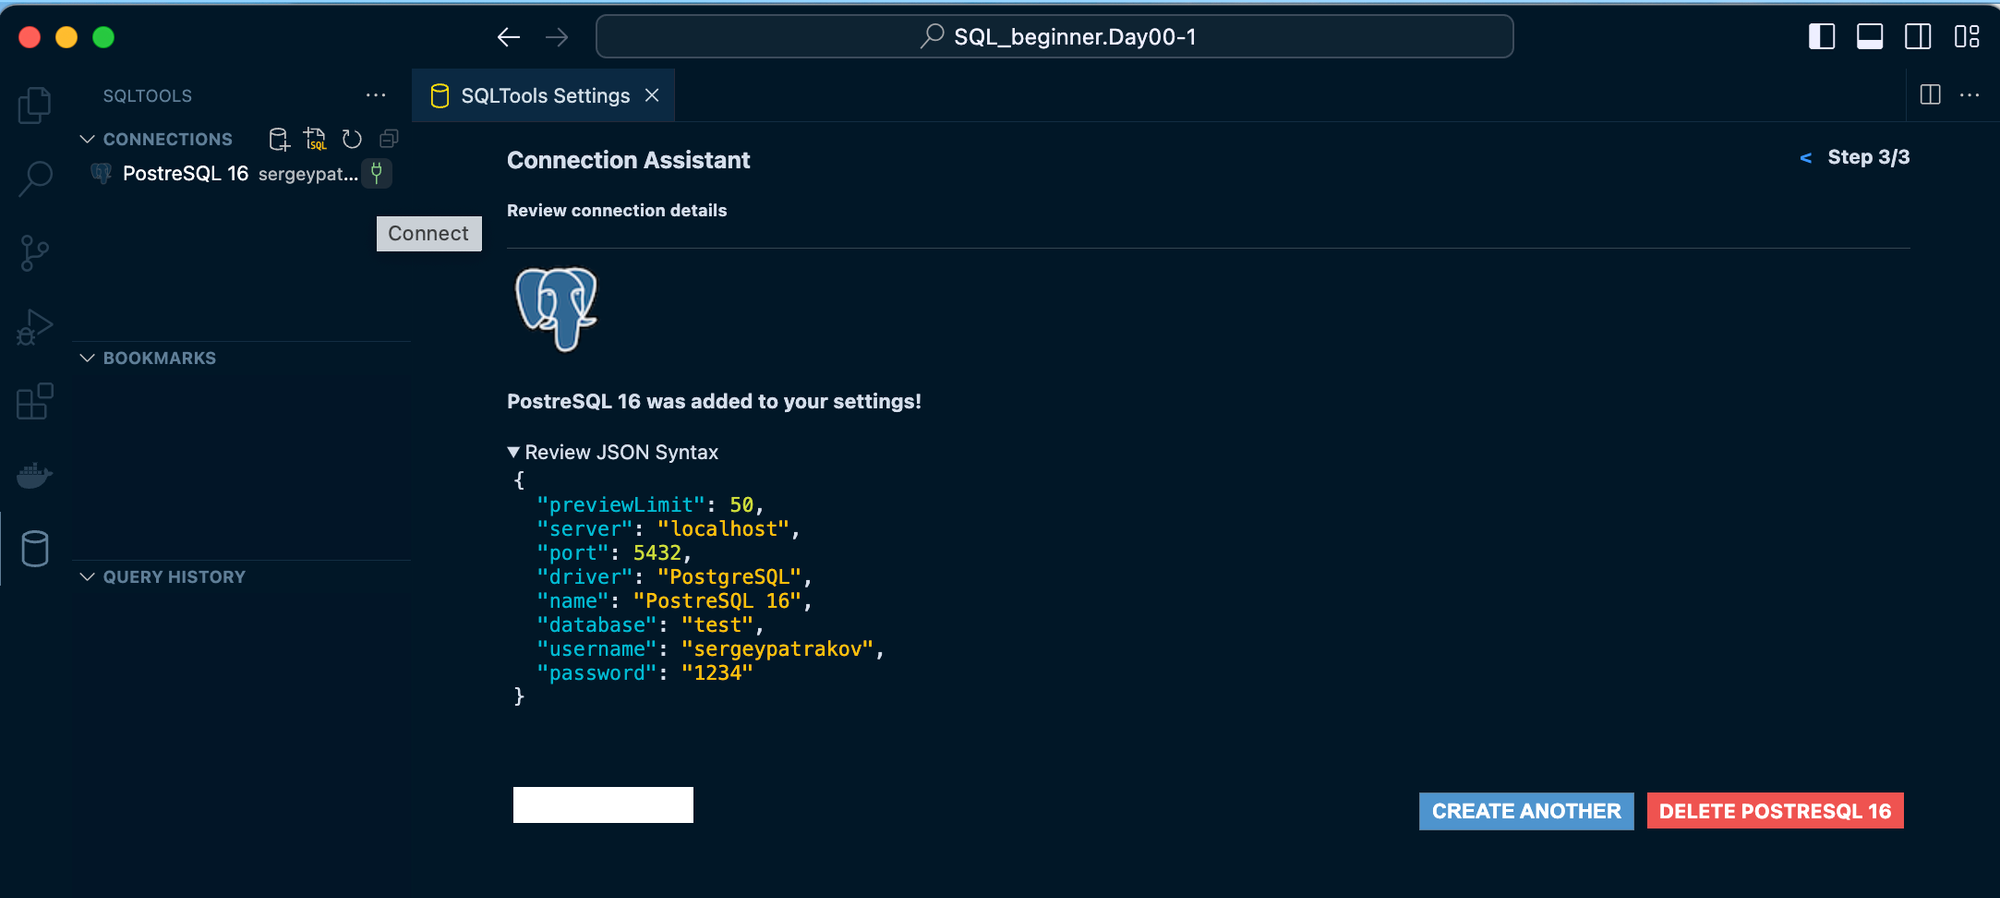 SQL_beginner.Day00-1
SQLTOOLS
SQLTools Settings
CONNECTIONS
SQL
PostreSQL 16 sergeypat...
Connect
Connection Assistant
< Step 3/3
Review connection details
BOOKMARKS
PostreSQL 16 was added to your settings!
Review JSON Syntax
{
"previewLimit": 50,
"server": "localhost",
"port": 5432,
"driver": "PostgreSQL",
"name": "PostreSQL 16",
"database": "test",
"username": "sergeypatrakov",
"password": "1234"
}
QUERY HISTORY
CREATE ANOTHER
DELETE POSTRESQL 16